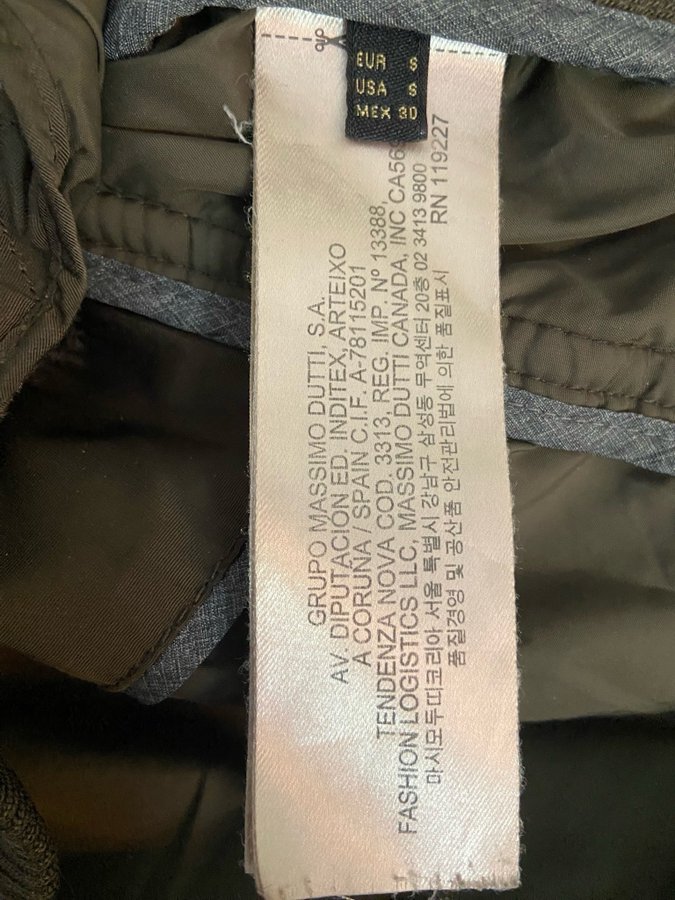 EUR S
USA S
MEX 30
GRUPO MASSIMO DUTTI, S.A.
AV. DIPUTACIÓN ED. INDITEX, ARTEIXO
A CORUÑA / SPAIN C.I.F. A-78115201
TENDENZA NOVA COD. 3313, REG. IMP. Nº 13388,
FASHION LOGISTICS LLC, MASSIMO DUTTI CANADA, INC
마시모두띠코리아 서울 특별시 강남구 삼성동 무역센터 20층 02 3413 9800
품질경영 및 공산품 안전관리법에 의한 품질표시
RN 119227